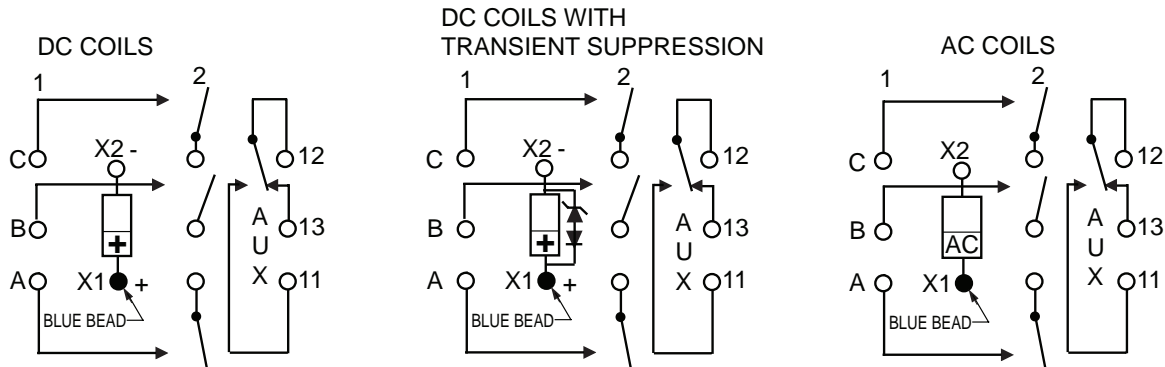 DC COILS
1
2
C
X2 -
12
B
A
U
X
13
+
A
X1
+
11
BLUE BEAD
DC COILS WITH
TRANSIENT SUPPRESSION
1
2
C
X2 -
12
B
A
U
X
13
+
A
X1
+
11
BLUE BEAD
AC COILS
1
2
C
X2
12
B
A
U
X
13
AC
A
X1
11
BLUE BEAD